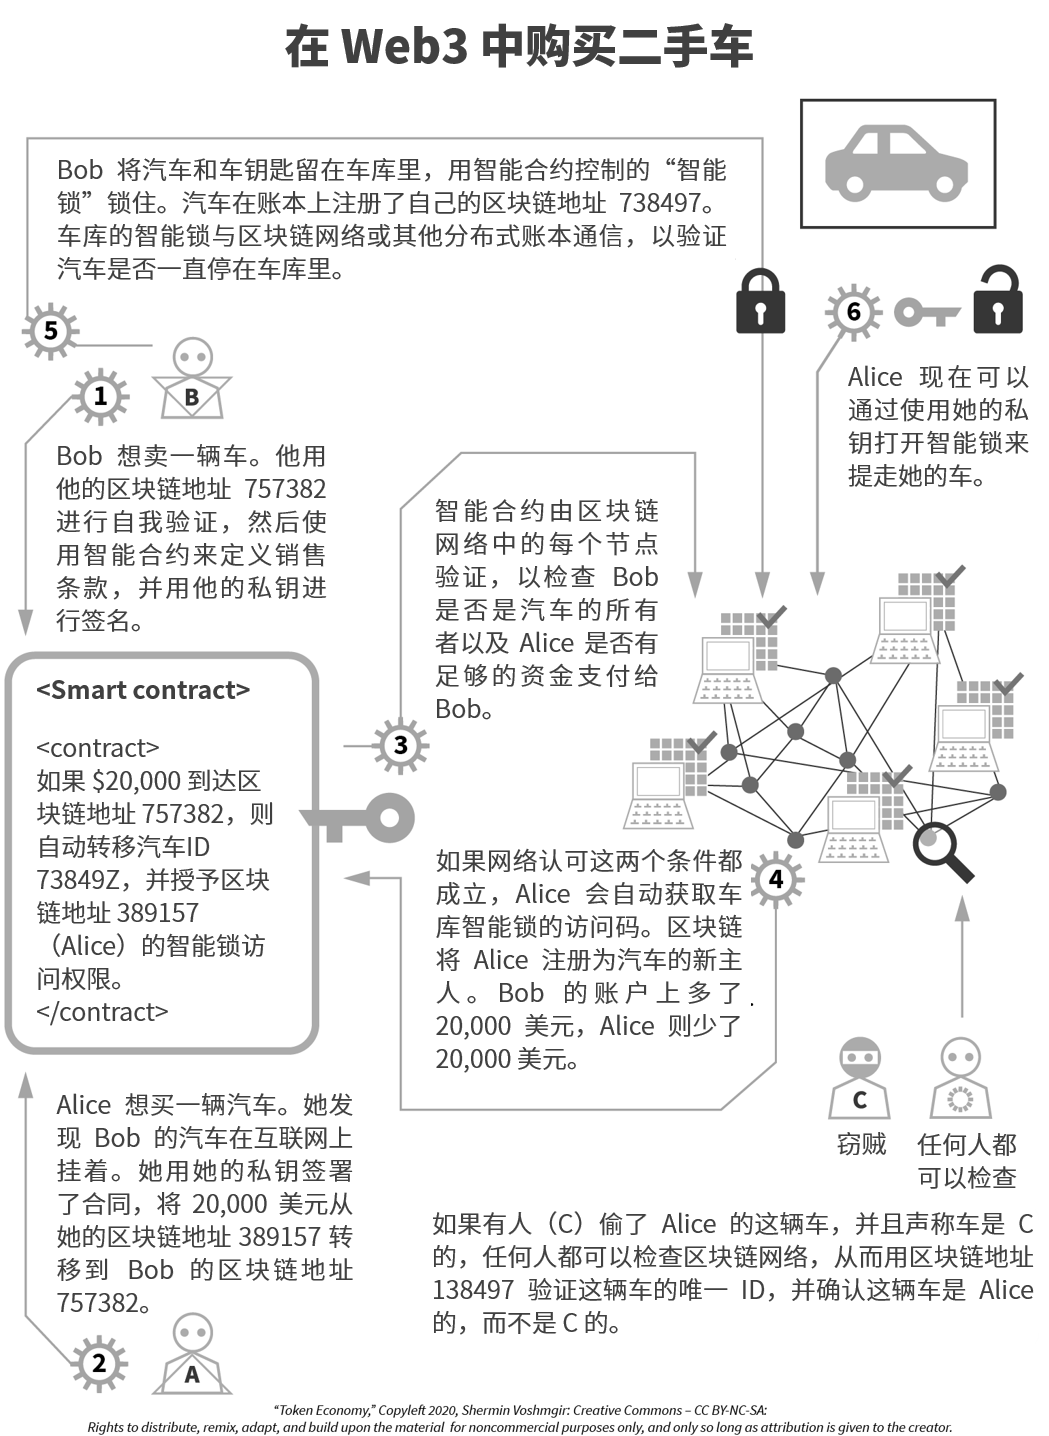 在 Web3 中购买二手车
Bob 将汽车和车钥匙留在车库里，用智能合约控制的“智能
锁”锁住。汽车在账本上注册了自己的区块链地址 738497。
车库的智能锁与区块链网络或其他分布式账本通信，以验证
汽车是否一直停在车库里。
5
1
B
Bob 想卖一辆车。他用
他的区块链地址 757382
进行自我验证，然后使
用智能合约来定义销售
条款，并用他的私钥进
行签名。
6
Alice 现在可以
通过使用她的私
钥打开智能锁来
提走她的车。
智能合约由区块链
网络中的每个节点
验证，以检查 Bob
是否是汽车的所有
者以及 Alice 是否有
足够的资金支付给
Bob。
3
<Smart contract>
<contract>
如果 $20,000 到达区
块链地址 757382，则
自动转移汽车ID
73849Z，并授予区块
链地址 389157
（Alice）的智能锁访
问权限。
</contract>
如果网络认可这两个条件都
成立，Alice 会自动获取车
库智能锁的访问码。区块链
将 Alice 注册为汽车的新主
人。Bob 的账户上多了
20,000 美元，Alice 则少了
20,000 美元。
4
Alice 想买一辆汽车。她发
现 Bob 的汽车在互联网上
挂着。她用她的私钥签署
了合同，将 20,000 美元从
她的区块链地址 389157 转
移到 Bob 的区块链地址
757382。
2
A
C
窃贼
任何人都
可以检查
如果有人（C）偷了 Alice 的这辆车，并且声称车是 C
的，任何人都可以检查区块链网络，从而用区块链地址
138497 验证这辆车的唯一 ID，并确认这辆车是 Alice
的，而不是 C 的。
“Token Economy,” Copyleft 2020, Shermin Voshmgir: Creative Commons – CC BY-NC-SA:
Rights to distribute, remix, adapt, and build upon the material for noncommercial purposes only, and only so long as attribution is given to the creator.